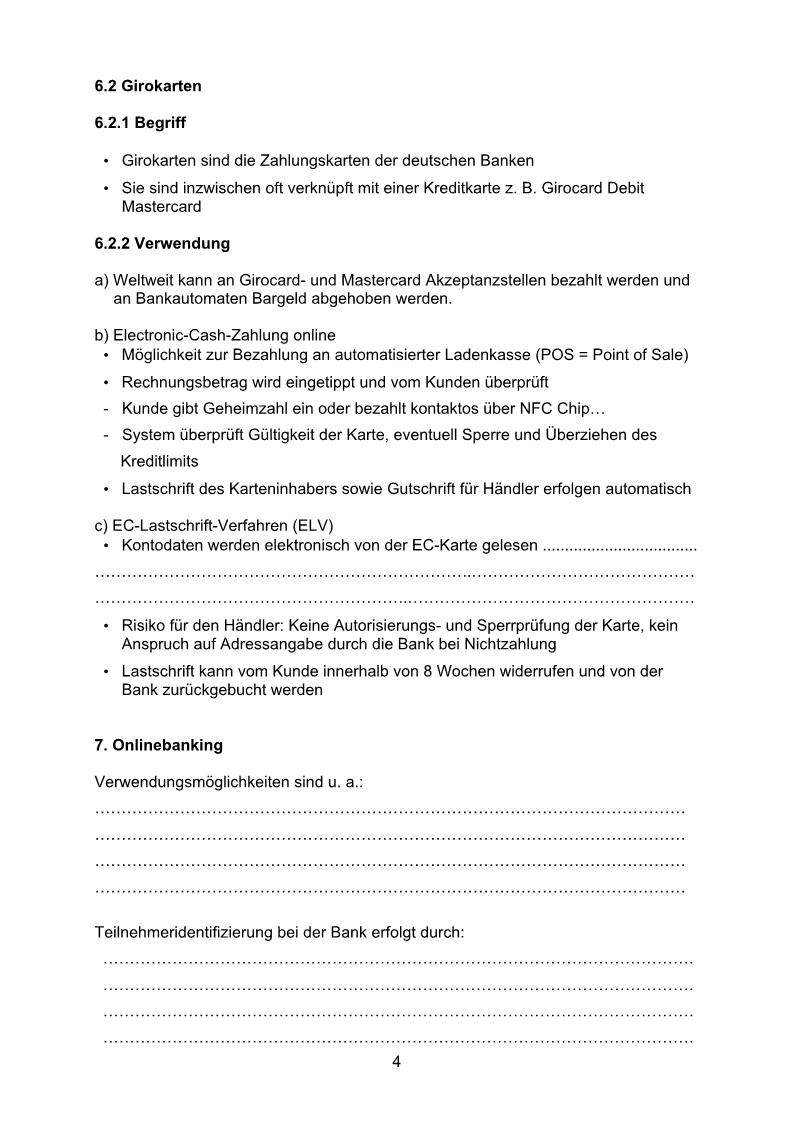 6.2 Girokarten
6.2.1 Begriff
• Girokarten sind die Zahlungskarten der deutschen Banken
• Sie sind inzwischen oft verknüpft mit einer Kreditkarte z. B. Girocard Debit
Mastercard
6.2.2 Verwendung
a) Weltweit kann an Girocard- und Mastercard Akzeptanzstellen bezahlt werden und
an Bankautomaten Bargeld abgehoben werden.
b) Electronic-Cash-Zahlung online
• Möglichkeit zur Bezahlung an automatisierter Ladenkasse (POS = Point of Sale)
• Rechnungsbetrag wird eingetippt und vom Kunden überprüft
- Kunde gibt Geheimzahl ein oder bezahlt kontaktos über NFC Chip…
- System überprüft Gültigkeit der Karte, eventuell Sperre und Überziehen des
Kreditlimits
• Lastschrift des Karteninhabers sowie Gutschrift für Händler erfolgen automatisch
c) EC-Lastschrift-Verfahren (ELV)
• Kontodaten werden elektronisch von der EC-Karte gelesen ...................................
……………………………………………………………..……………………………………
…………………………………………………..………………………………………………
• Risiko für den Händler: Keine Autorisierungs- und Sperrprüfung der Karte, kein
Anspruch auf Adressangabe durch die Bank bei Nichtzahlung
• Lastschrift kann vom Kunde innerhalb von 8 Wochen widerrufen und von der
Bank zurückgebucht werden
7. Onlinebanking
Verwendungsmöglichkeiten sind u. a.:
…………………………………………………………………………………………………
…………………………………………………………………………………………………
…………………………………………………………………………………………………
…………………………………………………………………………………………………
Teilnehmeridentifizierung bei der Bank erfolgt durch:
…………………………………………………………………………………………………
…………………………………………………………………………………………………
…………………………………………………………………………………………………
…………………………………………………………………………………………………
4